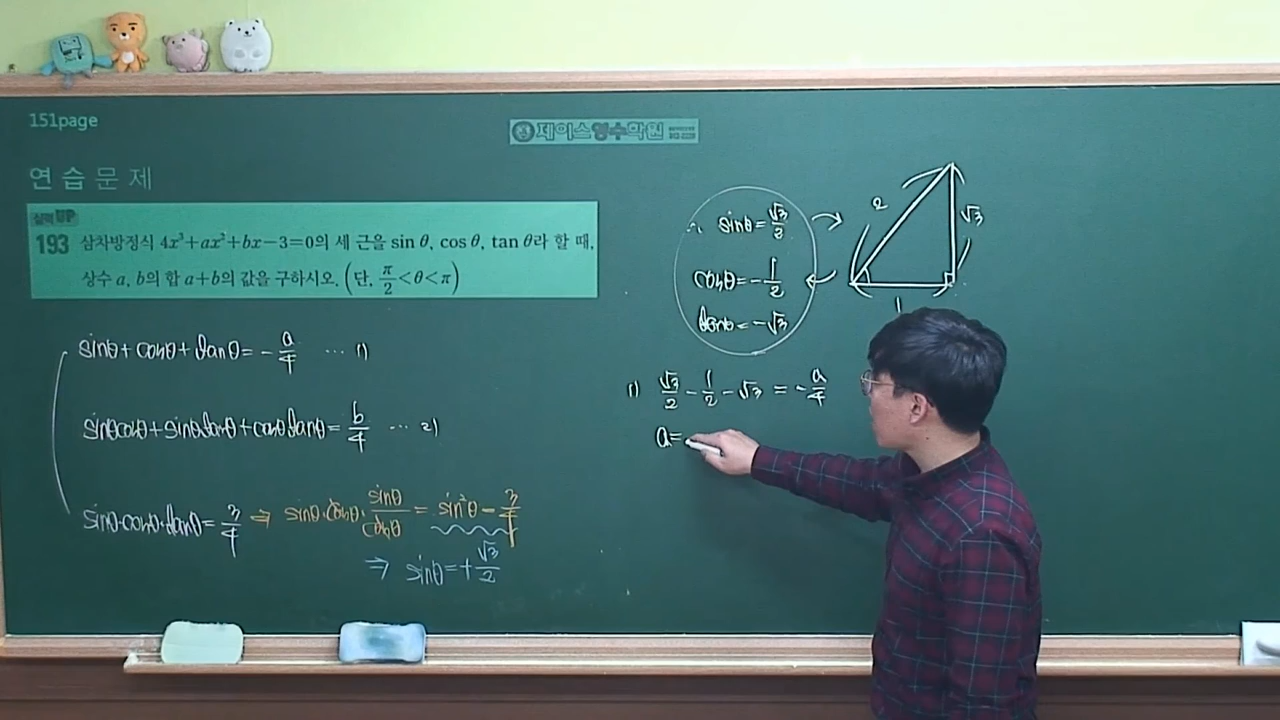 151page
제이스영수학원
연습문제
실력UP
193 삼차방정식 4x³+ax²+bx-3=0의 세 근을 sin θ, cos θ, tan θ라 할 때,
상수 a, b의 합 a+b의 값을 구하시오. (단, π/2<θ<π)
sinθ+cosθ+tanθ=-a/4 ... 1)
sinθcosθ+sinθtanθ+cosθtanθ=b/4 ... 2)
sinθ·cosθ·tanθ=3/4 ⇒ sinθ·cosθ·sinθ/cosθ=sin²θ=3/4
⇒ sinθ=+√3/2
∴ sinθ=√3/2
cosθ=-1/2
tanθ=-√3
2
√3
1
1) √3/2-1/2-√3=-a/4
a=